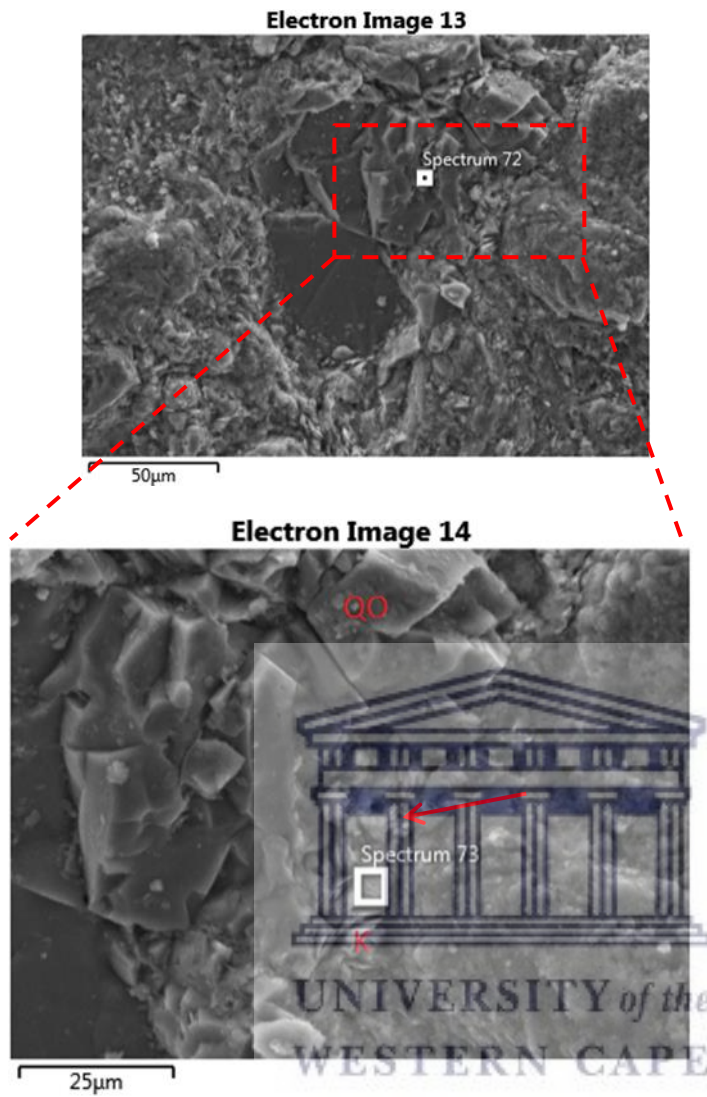 Electron Image 13
Spectrum 72
50μm
Electron Image 14
QO
Spectrum 73
K
UNIVERSITY of the
WESTERN CAPE
25μm